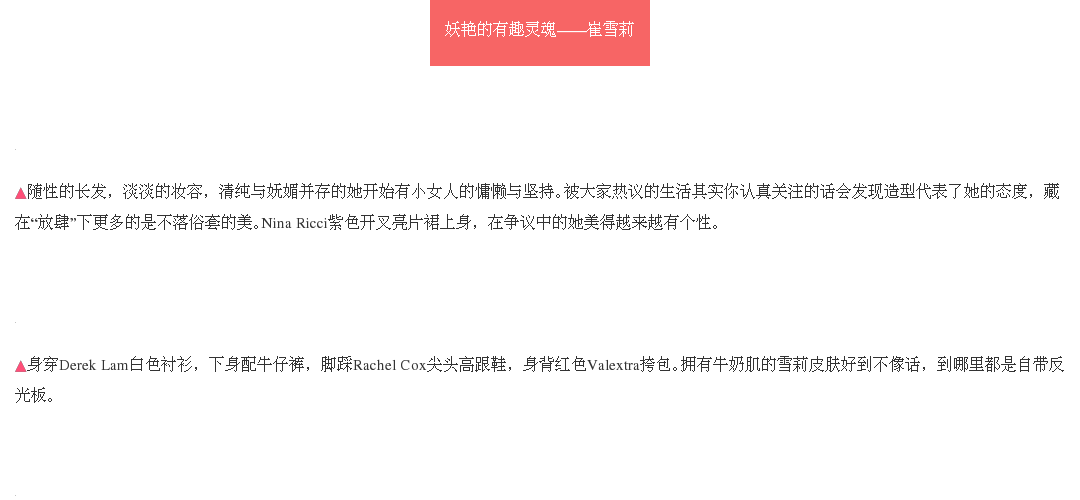 妖艳的有趣灵魂——崔雪莉
▲随性的长发，淡淡的妆容，清纯与妩媚并存的她开始有小女人的慵懒与坚持。被大家热议的生活其实你认真关注的话会发现造型代表了她的态度，藏
在“放肆”下更多的是不落俗套的美。Nina Ricci紫色开叉亮片裙上身，在争议中的她美得越来越有个性。
▲身穿Derek Lam白色衬衫，下身配牛仔裤，脚踩Rachel Cox尖头高跟鞋，身背红色Valextra挎包。拥有牛奶肌的雪莉皮肤好到不像话，到哪里都是自带反
光板。